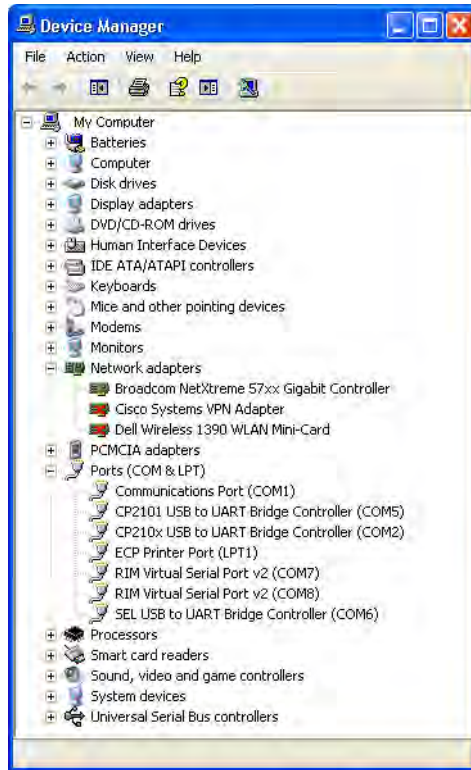 Device Manager
File Action View Help
My Computer
Batteries
Computer
Disk drives
Display adapters
DVD/CD-ROM drives
Human Interface Devices
IDE ATA/ATAPI controllers
Keyboards
Mice and other pointing devices
Modems
Monitors
Network adapters
Broadcom NetXtreme 57xx Gigabit Controller
Cisco Systems VPN Adapter
Dell Wireless 1390 WLAN Mini-Card
PCMCIA adapters
Ports (COM & LPT)
Communications Port (COM1)
CP2101 USB to UART Bridge Controller (COM5)
CP210x USB to UART Bridge Controller (COM2)
ECP Printer Port (LPT1)
RIM Virtual Serial Port v2 (COM7)
RIM Virtual Serial Port v2 (COM8)
SEL USB to UART Bridge Controller (COM6)
Processors
Smart card readers
Sound, video and game controllers
System devices
Universal Serial Bus controllers